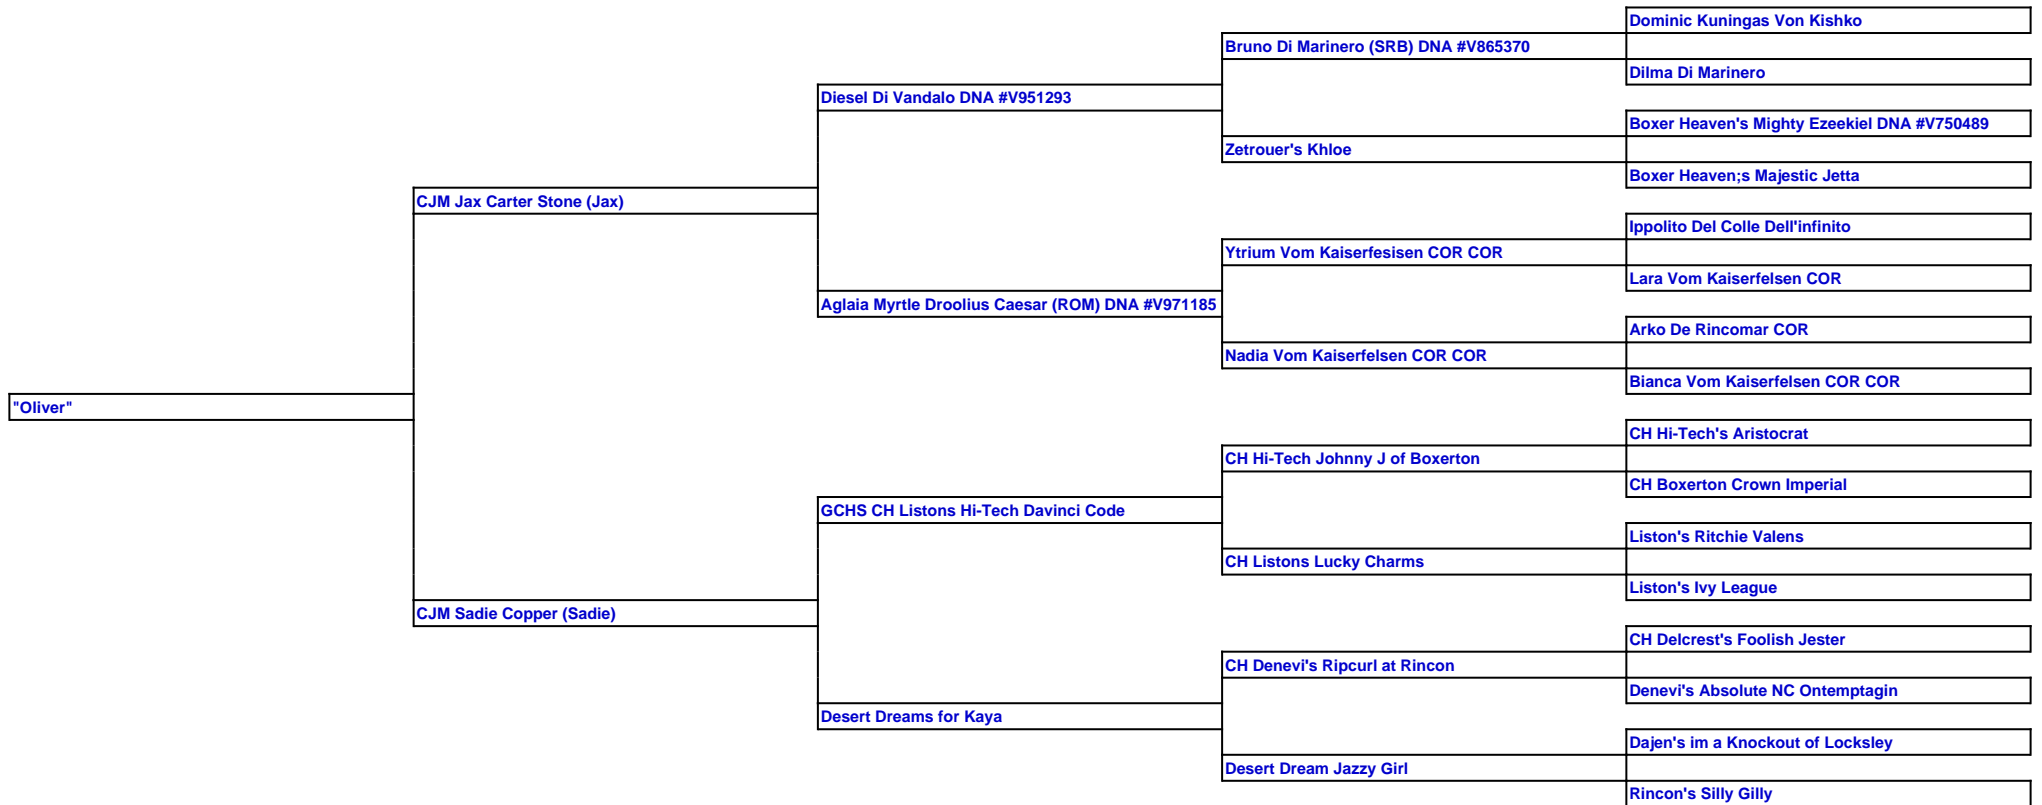 Dominic Kuningas Von Kishko
Bruno Di Marinero (SRB) DNA #V865370
Dilma Di Marinero
Diesel Di Vandalo DNA #V951293
Boxer Heaven's Mighty Ezeekiel DNA #V750489
Zetrouer's Khloe
Boxer Heaven;s Majestic Jetta
CJM Jax Carter Stone (Jax)
Ippolito Del Colle Dell'infinito
Ytrium Vom Kaiserfesisen COR COR
Lara Vom Kaiserfelsen COR
Aglaia Myrtle Droolius Caesar (ROM) DNA #V971185
Arko De Rincomar COR
Nadia Vom Kaiserfelsen COR COR
Bianca Vom Kaiserfelsen COR COR
"Oliver"
CH Hi-Tech's Aristocrat
CH Hi-Tech Johnny J of Boxerton
CH Boxerton Crown Imperial
GCHS CH Listons Hi-Tech Davinci Code
Liston's Ritchie Valens
CH Listons Lucky Charms
Liston's Ivy League
CJM Sadie Copper (Sadie)
CH Delcrest's Foolish Jester
CH Denevi's Ripcurl at Rincon
Denevi's Absolute NC Ontemptagin
Desert Dreams for Kaya
Dajen's im a Knockout of Locksley
Desert Dream Jazzy Girl
Rincon's Silly Gilly